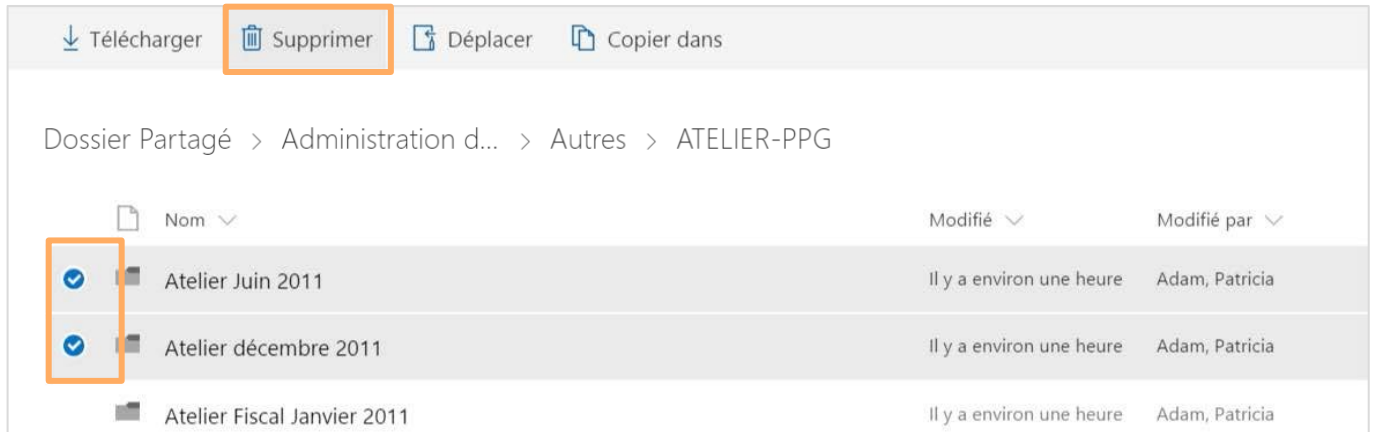 Télécharger Supprimer Déplacer Copier dans
Dossier Partagé > Administration d... > Autres > ATELIER-PPG
Nom Modifié Modifié par
Atelier Juin 2011 Il y a environ une heure Adam, Patricia
Atelier décembre 2011 Il y a environ une heure Adam, Patricia
Atelier Fiscal Janvier 2011 Il y a environ une heure Adam, Patricia